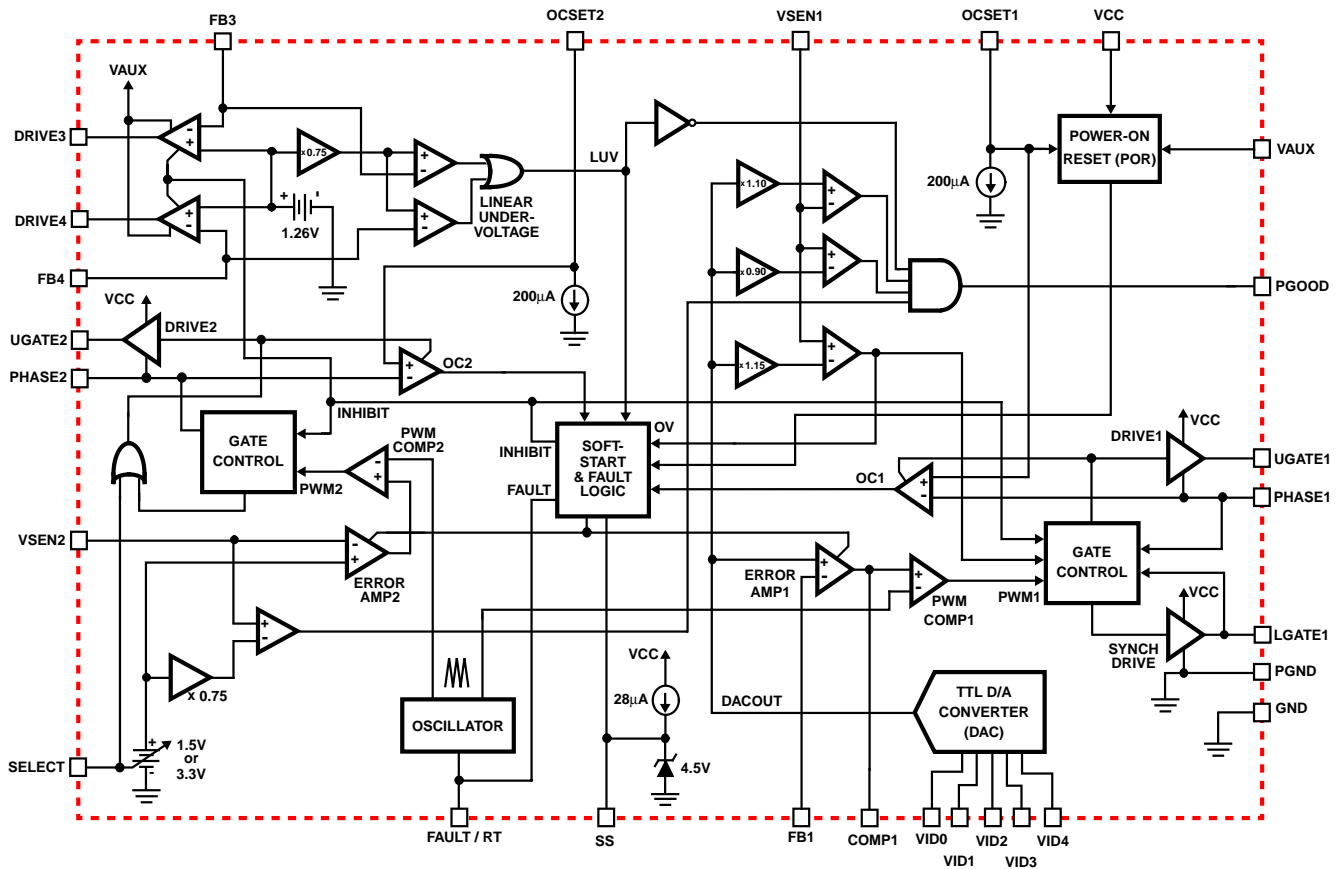 FB3
OCSET2
VSEN1
OCSET1
VCC
VAUX
DRIVE3
DRIVE4
FB4
- +
+ -
x 0.75
+ -
+ -
+
1.26V
LUV
LINEAR
UNDER-
VOLTAGE
200µA
x 1.10
x 0.90
x 1.15
+ -
+ -
+ -
200µA
POWER-ON
RESET (POR)
VAUX
PGOOD
VCC
UGATE2
DRIVE2
PHASE2
+ -
OC2
INHIBIT
GATE
CONTROL
PWM
COMP2
- +
PWM2
INHIBIT
FAULT
SOFT-
START
& FAULT
LOGIC
OV
OC1
+ -
DRIVE1
VCC
UGATE1
PHASE1
VSEN2
- +
ERROR
AMP2
+ -
x 0.75
+ -
1.5V
or
3.3V
SELECT
OSCILLATOR
FAULT / RT
ERROR
AMP1
+ -
+ -
PWM
COMP1
PWM1
GATE
CONTROL
VCC
SYNCH
DRIVE
LGATE1
PGND
GND
VCC
28µA
4.5V
SS
DACOUT
TTL D/A
CONVERTER
(DAC)
FB1
COMP1
VID0
VID1
VID2
VID3
VID4